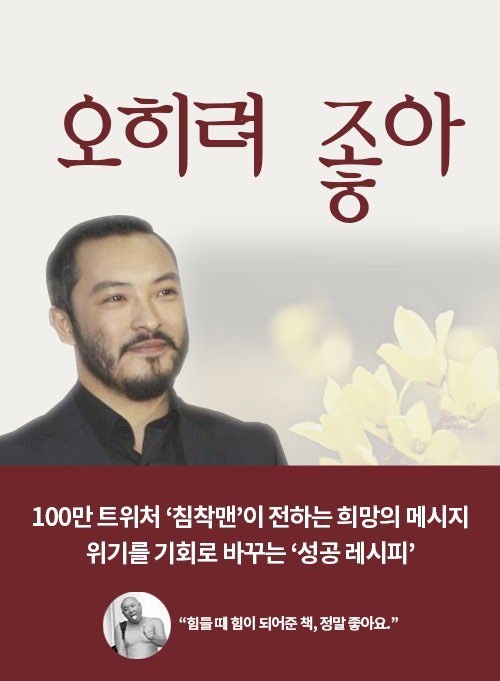 오히려 좋아
100만 트위처 ‘침착맨’이 전하는 희망의 메시지
위기를 기회로 바꾸는 ‘성공 레시피’
“힘들 때 힘이 되어준 책, 정말 좋아요.”